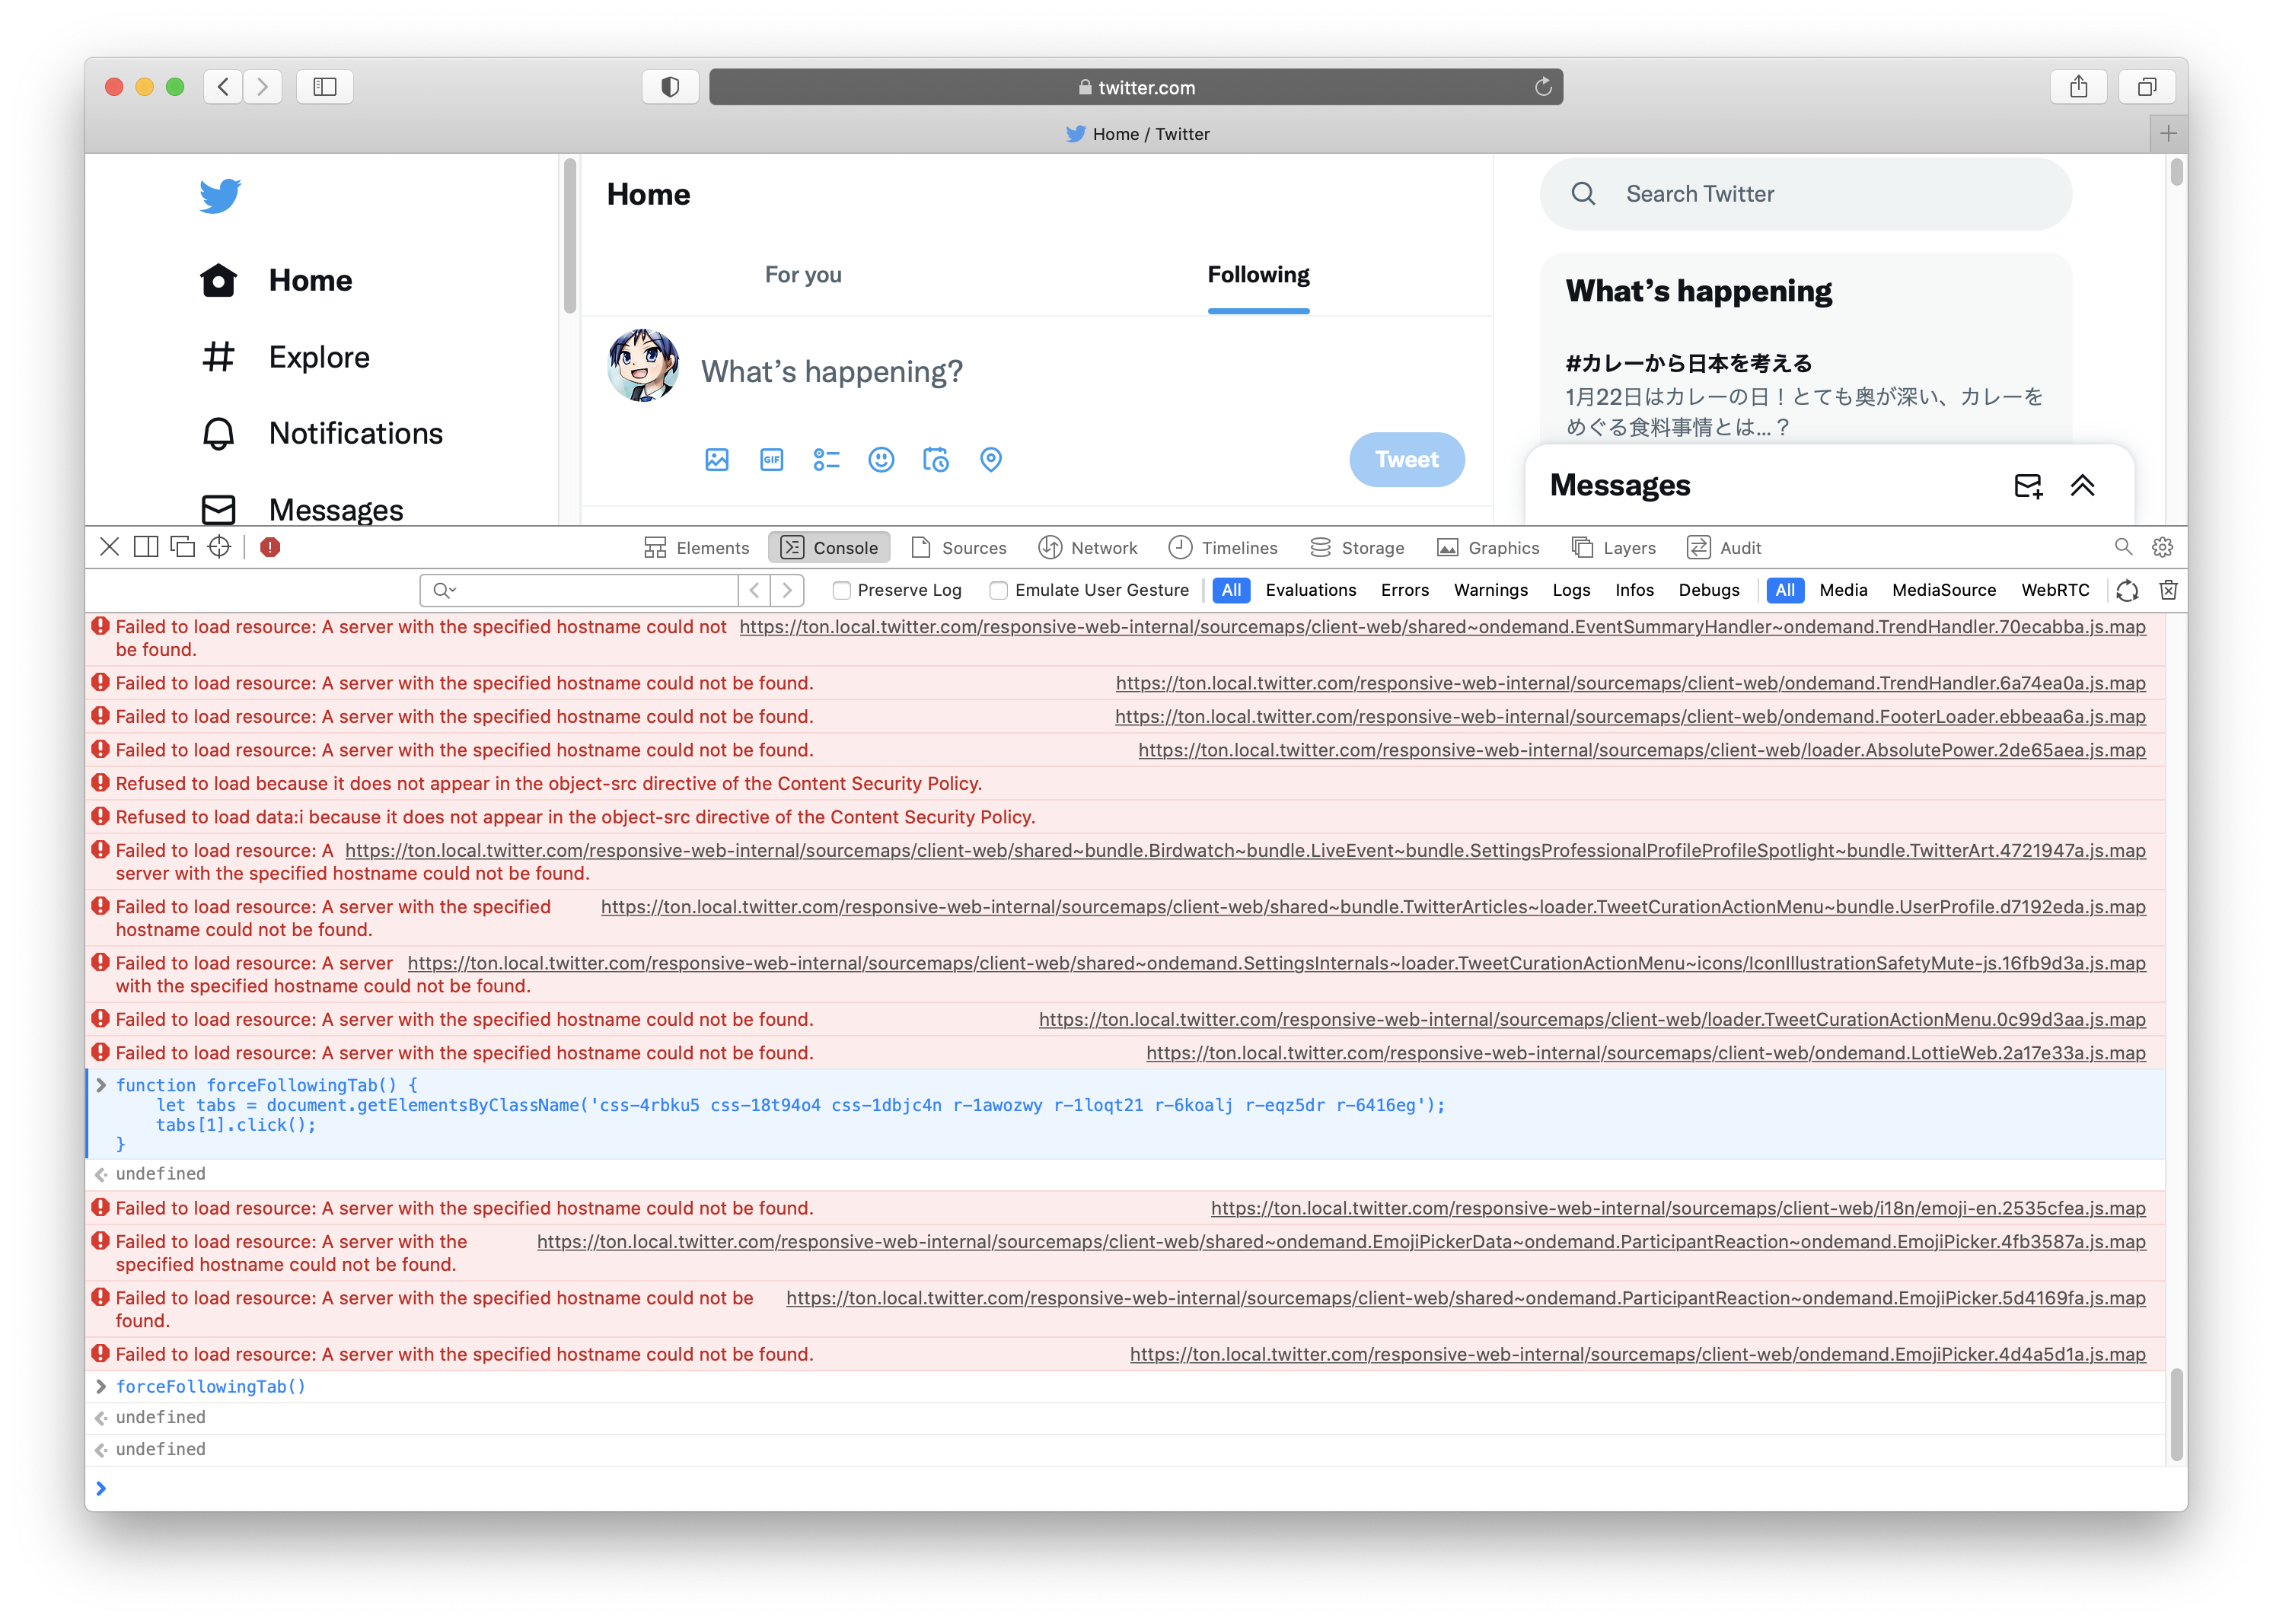 twitter.com
Home / Twitter
Home
Explore
Notifications
Messages
Home
For you
Following
What’s happening?
GIF
Tweet
Search Twitter
What’s happening
#カレーから日本を考える
1月22日はカレーの日！とても奥が深い、カレーを
めぐる食料事情とは...？
Messages
Elements Console Sources Network Timelines Storage Graphics Layers Audit
Preserve Log Emulate User Gesture All Evaluations Errors Warnings Logs Infos Debugs All Media MediaSource WebRTC
Failed to load resource: A server with the specified hostname could not https://ton.local.twitter.com/responsive-web-internal/sourcemaps/client-web/shared~ondemand.EventSummaryHandler~ondemand.TrendHandler.70ecabba.js.map
be found.
Failed to load resource: A server with the specified hostname could not be found. https://ton.local.twitter.com/responsive-web-internal/sourcemaps/client-web/ondemand.TrendHandler.6a74ea0a.js.map
Failed to load resource: A server with the specified hostname could not be found. https://ton.local.twitter.com/responsive-web-internal/sourcemaps/client-web/ondemand.FooterLoader.ebbeaa6a.js.map
Failed to load resource: A server with the specified hostname could not be found. https://ton.local.twitter.com/responsive-web-internal/sourcemaps/client-web/loader.AbsolutePower.2de65aea.js.map
Refused to load because it does not appear in the object-src directive of the Content Security Policy.
Refused to load data:i because it does not appear in the object-src directive of the Content Security Policy.
Failed to load resource: A https://ton.local.twitter.com/responsive-web-internal/sourcemaps/client-web/shared~bundle.Birdwatch~bundle.LiveEvent~bundle.SettingsProfessionalProfileProfileSpotlight~bundle.TwitterArt.4721947a.js.map
server with the specified hostname could not be found.
Failed to load resource: A server with the specified https://ton.local.twitter.com/responsive-web-internal/sourcemaps/client-web/shared~bundle.TwitterArticles~loader.TweetCurationActionMenu~bundle.UserProfile.d7192eda.js.map
hostname could not be found.
Failed to load resource: A server https://ton.local.twitter.com/responsive-web-internal/sourcemaps/client-web/shared~ondemand.SettingsInternals~loader.TweetCurationActionMenu~icons/IconIllustrationSafetyMute-js.16fb9d3a.js.map
with the specified hostname could not be found.
Failed to load resource: A server with the specified hostname could not be found. https://ton.local.twitter.com/responsive-web-internal/sourcemaps/client-web/loader.TweetCurationActionMenu.0c99d3aa.js.map
Failed to load resource: A server with the specified hostname could not be found. https://ton.local.twitter.com/responsive-web-internal/sourcemaps/client-web/ondemand.LottieWeb.2a17e33a.js.map
function forceFollowingTab() {
let tabs = document.getElementsByClassName('css-4rbku5 css-18t94o4 css-1dbjc4n r-1awozwy r-1loqt21 r-6koalj r-eqz5dr r-6416eg');
tabs[1].click();
}
undefined
Failed to load resource: A server with the specified hostname could not be found. https://ton.local.twitter.com/responsive-web-internal/sourcemaps/client-web/i18n/emoji-en.2535cfea.js.map
Failed to load resource: A server with the https://ton.local.twitter.com/responsive-web-internal/sourcemaps/client-web/shared~ondemand.EmojiPickerData~ondemand.ParticipantReaction~ondemand.EmojiPicker.4fb3587a.js.map
specified hostname could not be found.
Failed to load resource: A server with the specified hostname could not be https://ton.local.twitter.com/responsive-web-internal/sourcemaps/client-web/shared~ondemand.ParticipantReaction~ondemand.EmojiPicker.5d4169fa.js.map
found.
Failed to load resource: A server with the specified hostname could not be found. https://ton.local.twitter.com/responsive-web-internal/sourcemaps/client-web/ondemand.EmojiPicker.4d4a5d1a.js.map
forceFollowingTab()
undefined
undefined